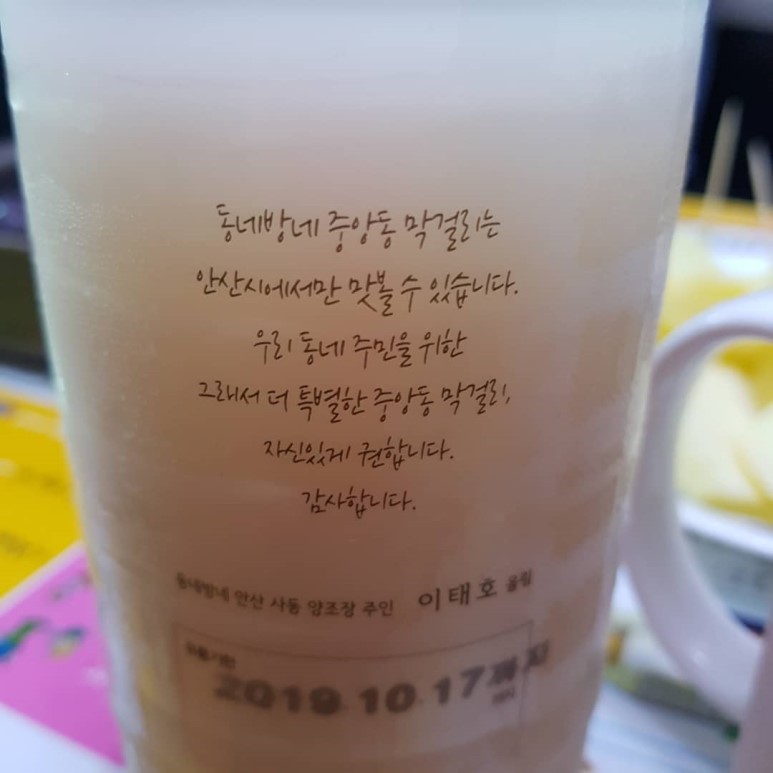 동네방네 중앙동 막걸리는
안산시에서만 맛볼 수 있습니다.
우리 동네 주민을 위한
그래서 더 특별한 중앙동 막걸리,
자신있게 권합니다.
감사합니다.
동네방네 안산 사동 양조장 주인 이태호 올림
유통기한
2019.10.17까지